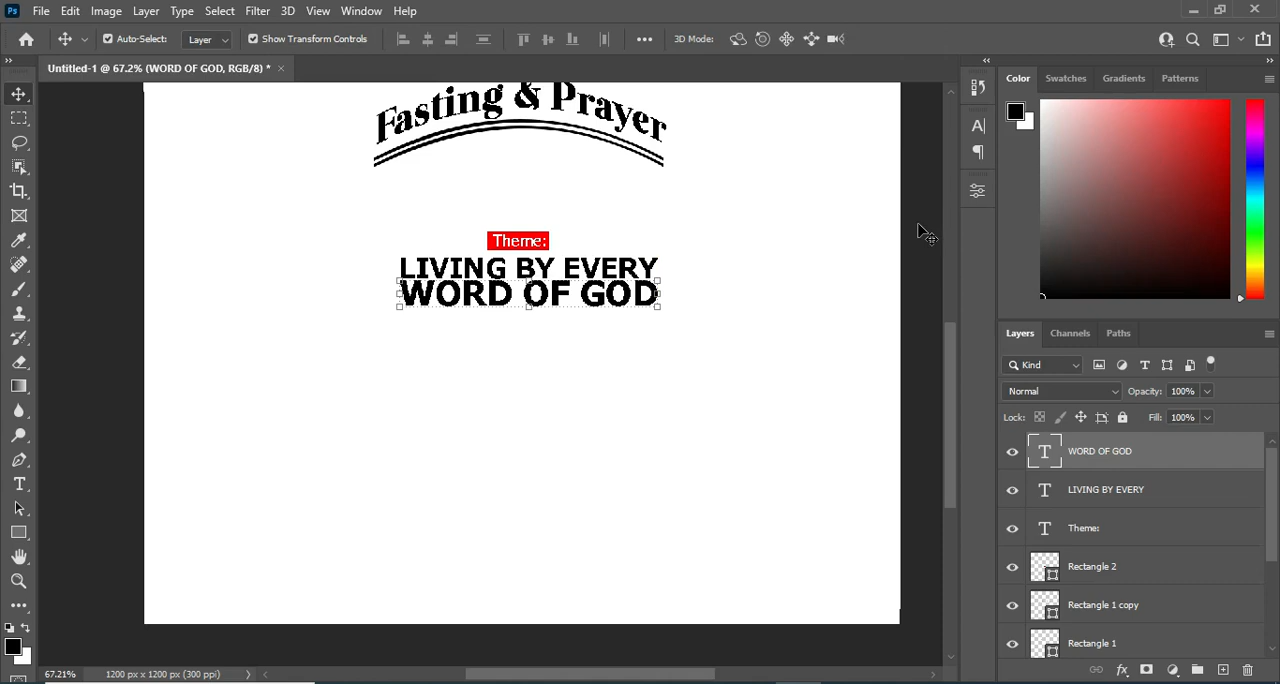 Ps File Edit Image Layer Type Select Filter 3D View Window Help
Auto-Select: Layer Show Transform Controls 3D Mode:
Untitled-1 @ 67.2% (WORD OF GOD, RGB/8) *
Color Swatches Gradients Patterns
Fasting & Prayer
Theme:
LIVING BY EVERY
WORD OF GOD
Layers Channels Paths
Kind
Normal Opacity: 100%
Lock: Fill: 100%
T WORD OF GOD
T LIVING BY EVERY
T Theme:
Rectangle 2
Rectangle 1 copy
Rectangle 1
67.21% 1200 px x 1200 px (300 ppi)
fx